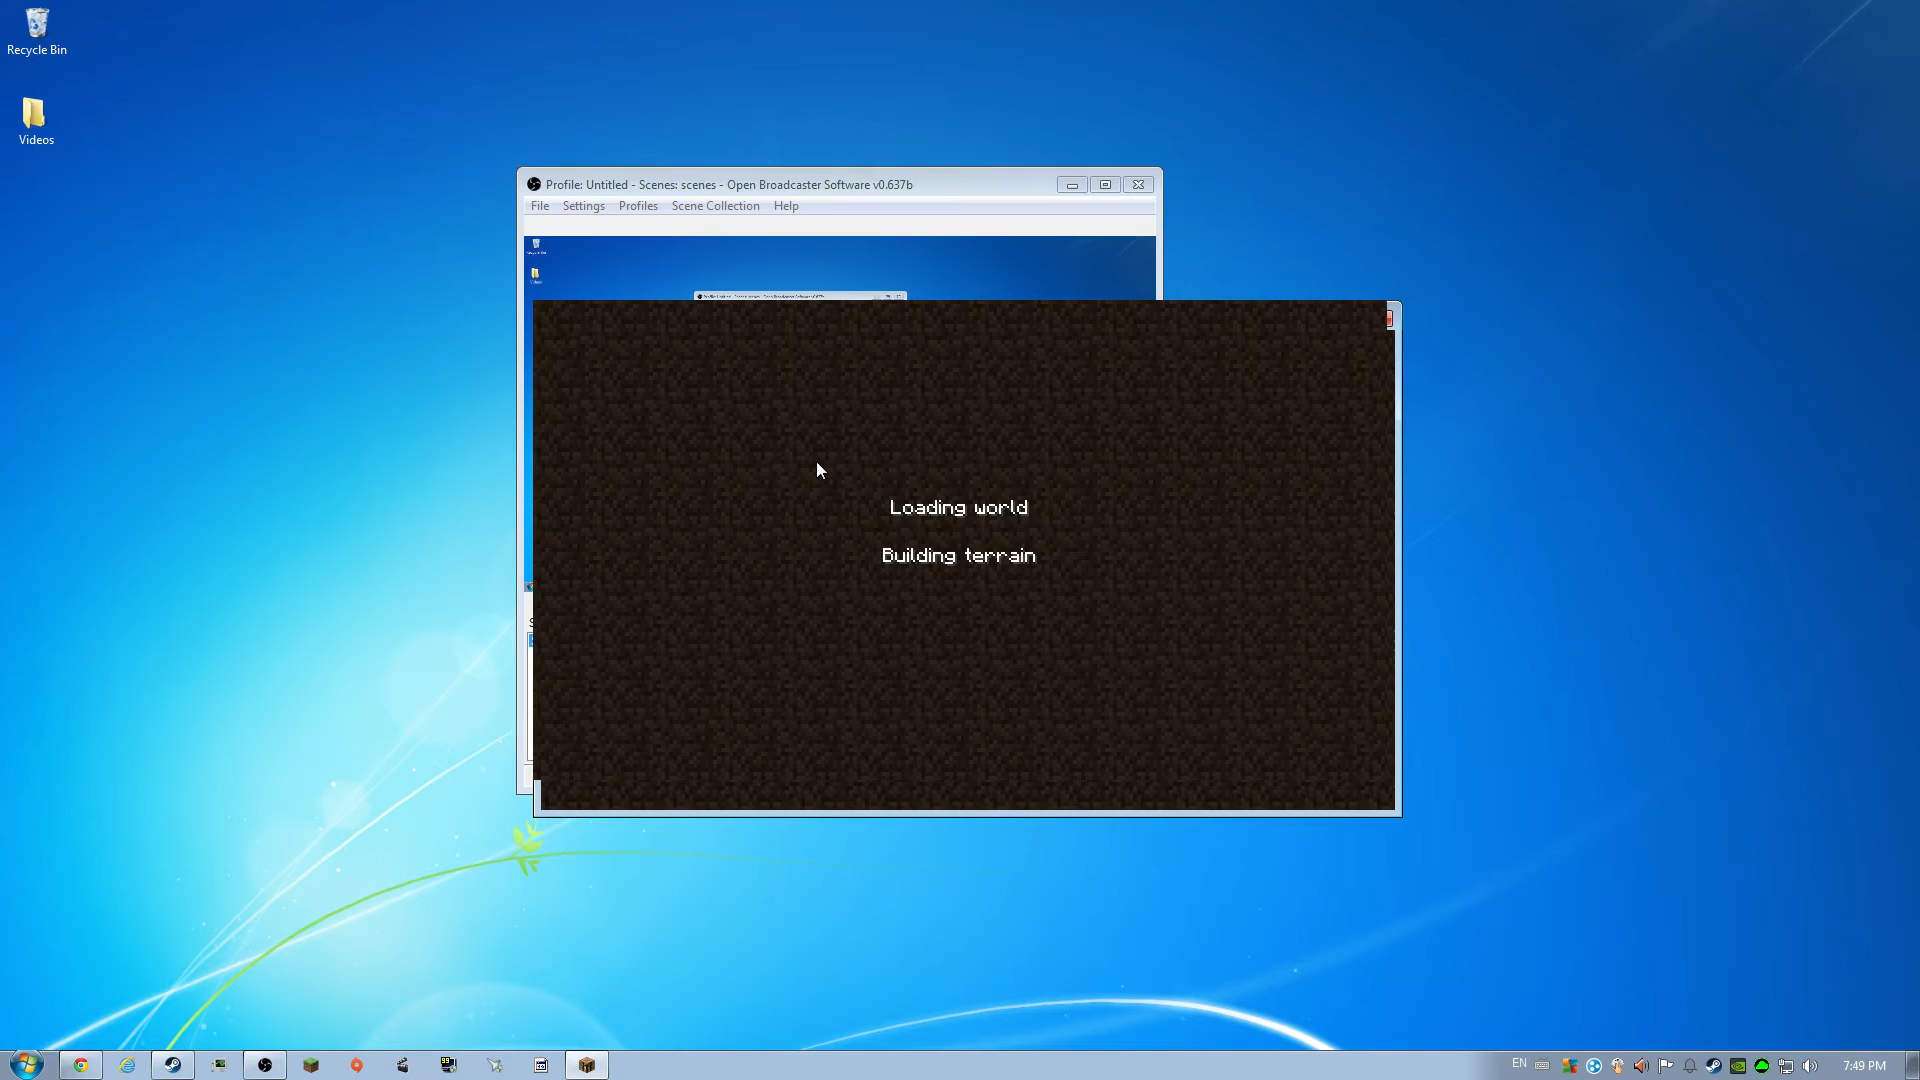 Recycle Bin
Videos
Profile: Untitled - Scenes: scenes - Open Broadcaster Software v0.637b
File Settings Profiles Scene Collection Help
Loading world
Building terrain
99
EN
7:49 PM